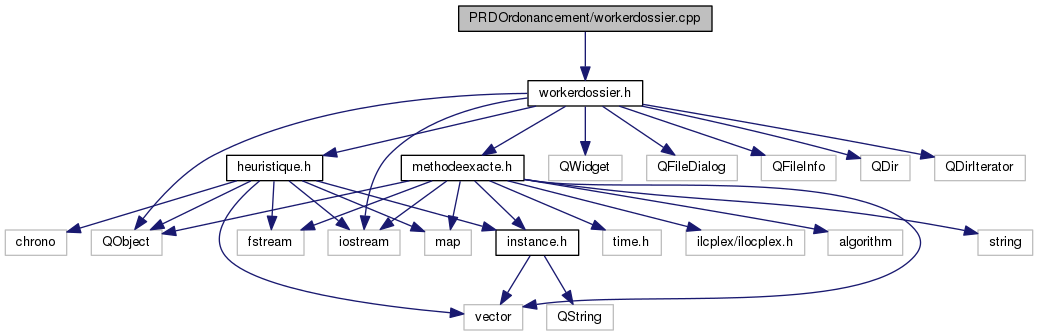 PRDOrdonancement/workerdossier.cpp
workerdossier.h
heuristique.h
methodeexacte.h
QWidget
QFileDialog
QFileInfo
QDir
QDirIterator
chrono
QObject
fstream
iostream
map
instance.h
time.h
ilcplex/ilocplex.h
algorithm
string
vector
QString